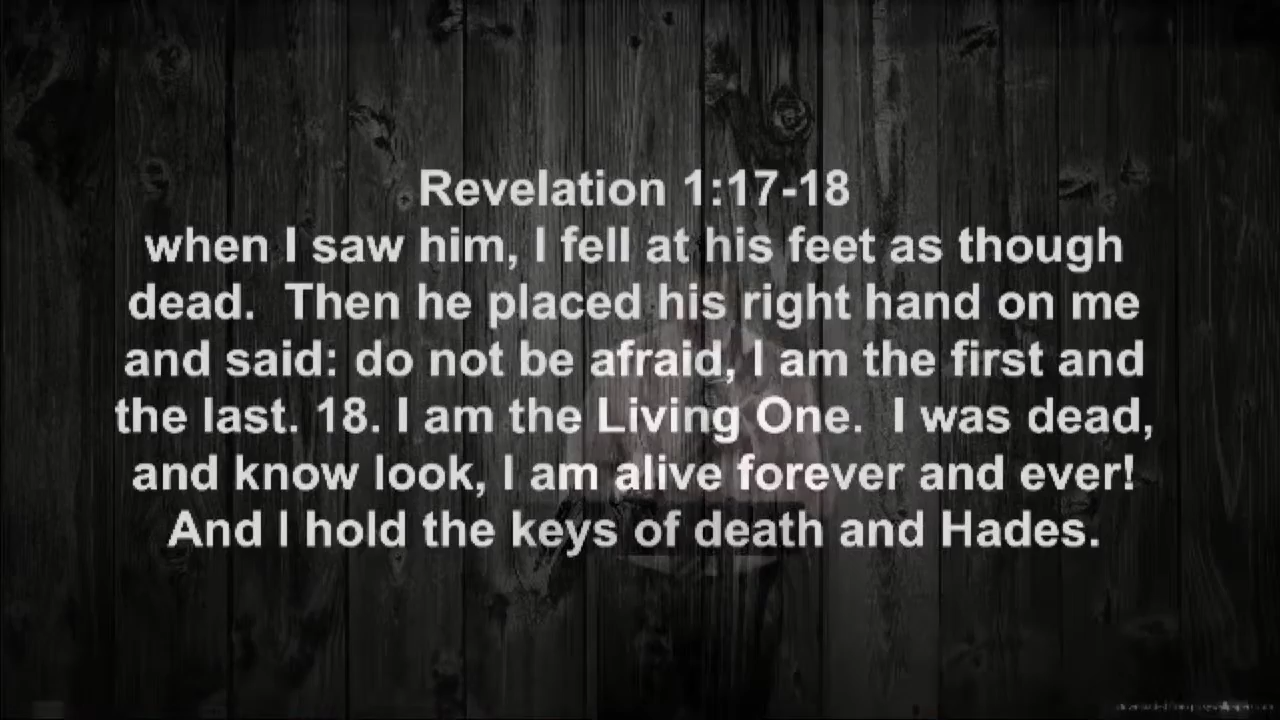 Revelation 1:17-18
when I saw him, I fell at his feet as though
dead.  Then he placed his right hand on me
and said: do not be afraid, I am the first and
the last. 18. I am the Living One.  I was dead,
and know look, I am alive forever and ever!
And I hold the keys of death and Hades.